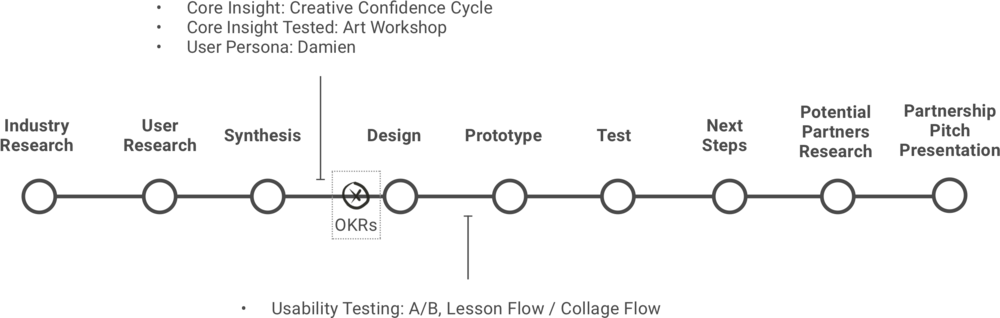 • Core Insight: Creative Confidence Cycle
• Core Insight Tested: Art Workshop
• User Persona: Damien
Industry
Research
User
Research
Synthesis
Design
Prototype
Test
Next
Steps
Potential
Partners
Research
Partnership
Pitch
Presentation
OKRs
• Usability Testing: A/B, Lesson Flow / Collage Flow